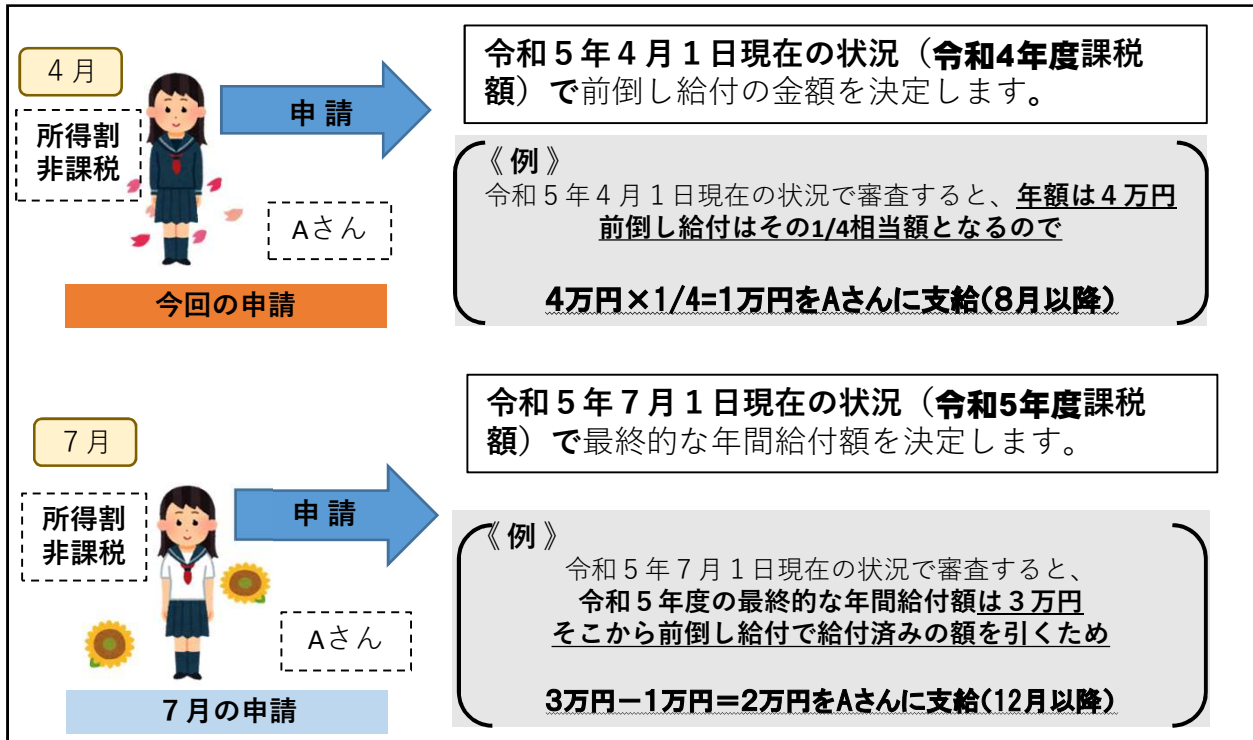 4月
所得割
非課税
申請
Aさん
今回の申請
令和5年4月1日現在の状況（令和4年度課税
額）で前倒し給付の金額を決定します。
《例》
令和5年4月1日現在の状況で審査すると、年額は4万円
前倒し給付はその1/4相当額となるので
4万円×1/4=1万円をAさんに支給(8月以降)
7月
所得割
非課税
申請
Aさん
7月の申請
令和5年7月1日現在の状況（令和5年度課税
額）で最終的な年間給付額を決定します。
《例》
令和5年7月1日現在の状況で審査すると、
令和5年度の最終的な年間給付額は3万円
そこから前倒し給付で給付済みの額を引くため
3万円－1万円＝2万円をAさんに支給(12月以降)